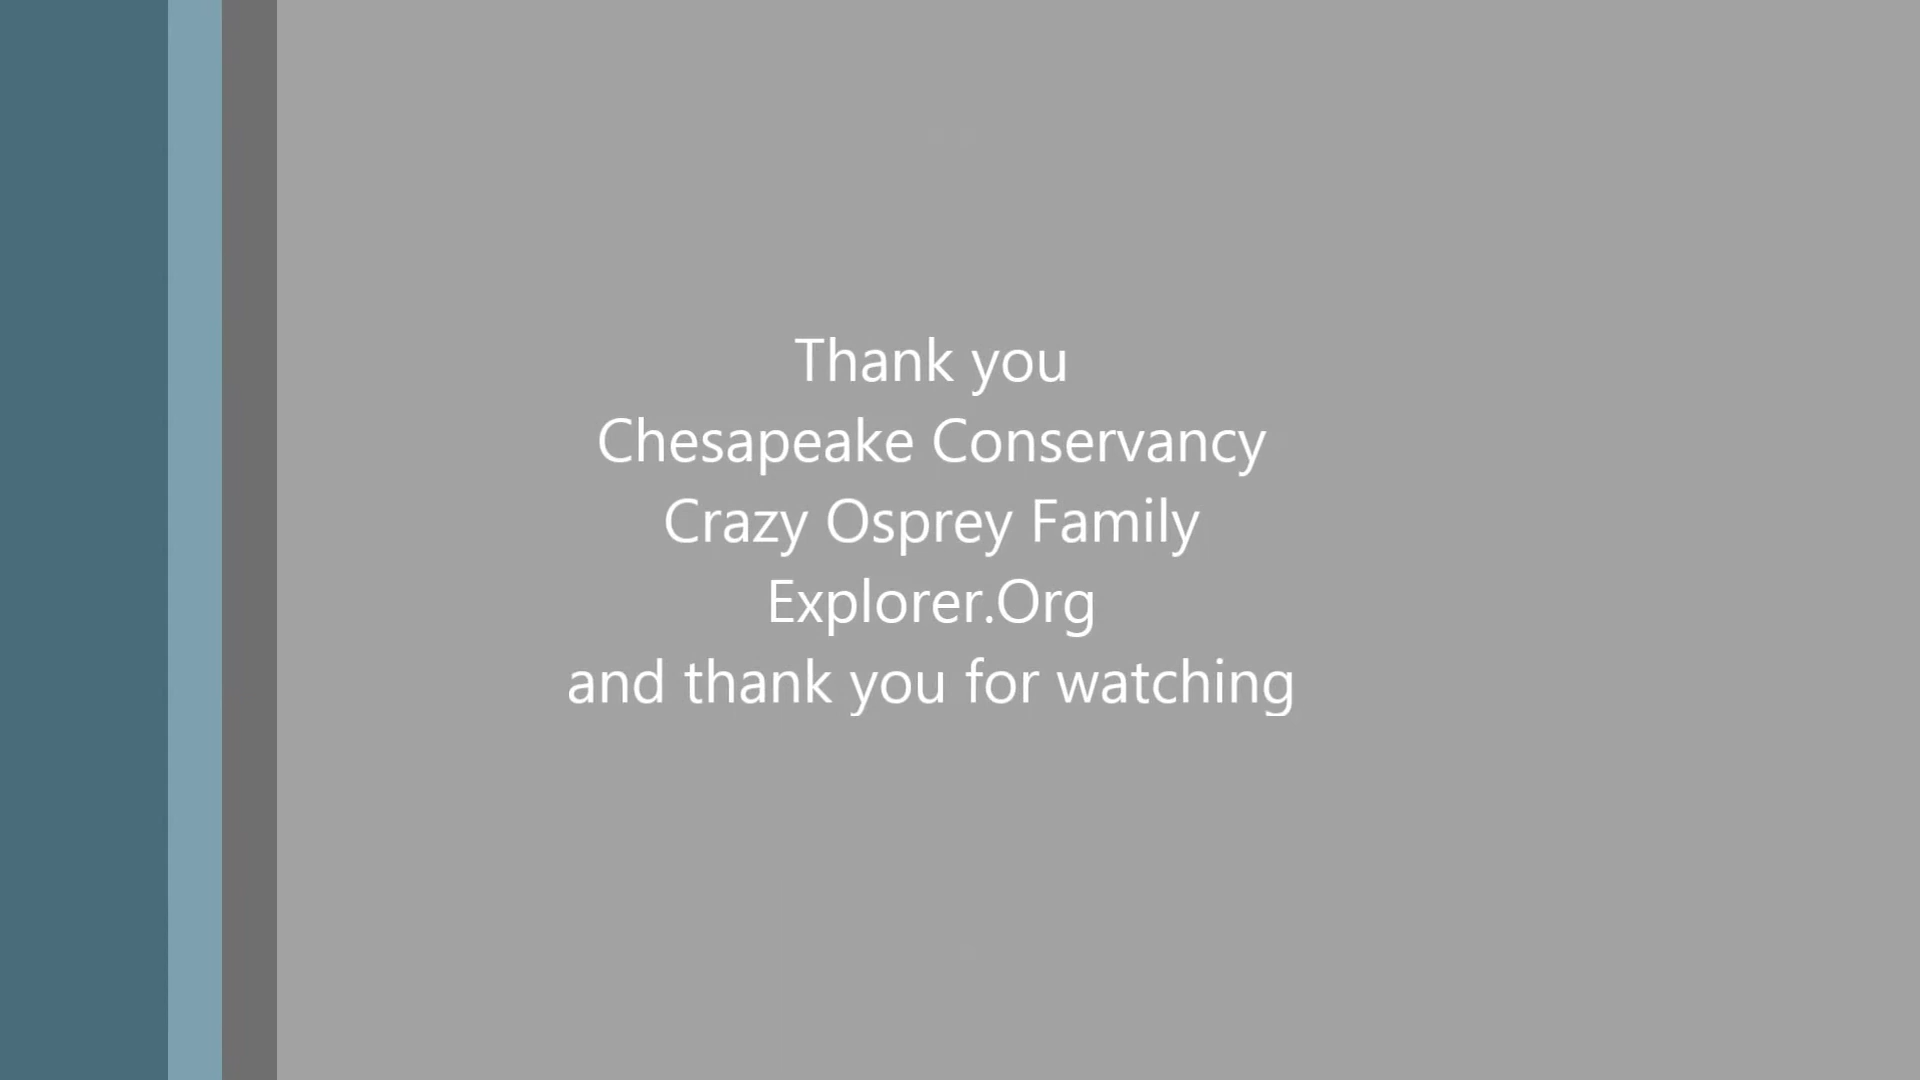 Thank you
Chesapeake Conservancy
Crazy Osprey Family
Explorer.Org
and thank you for watching